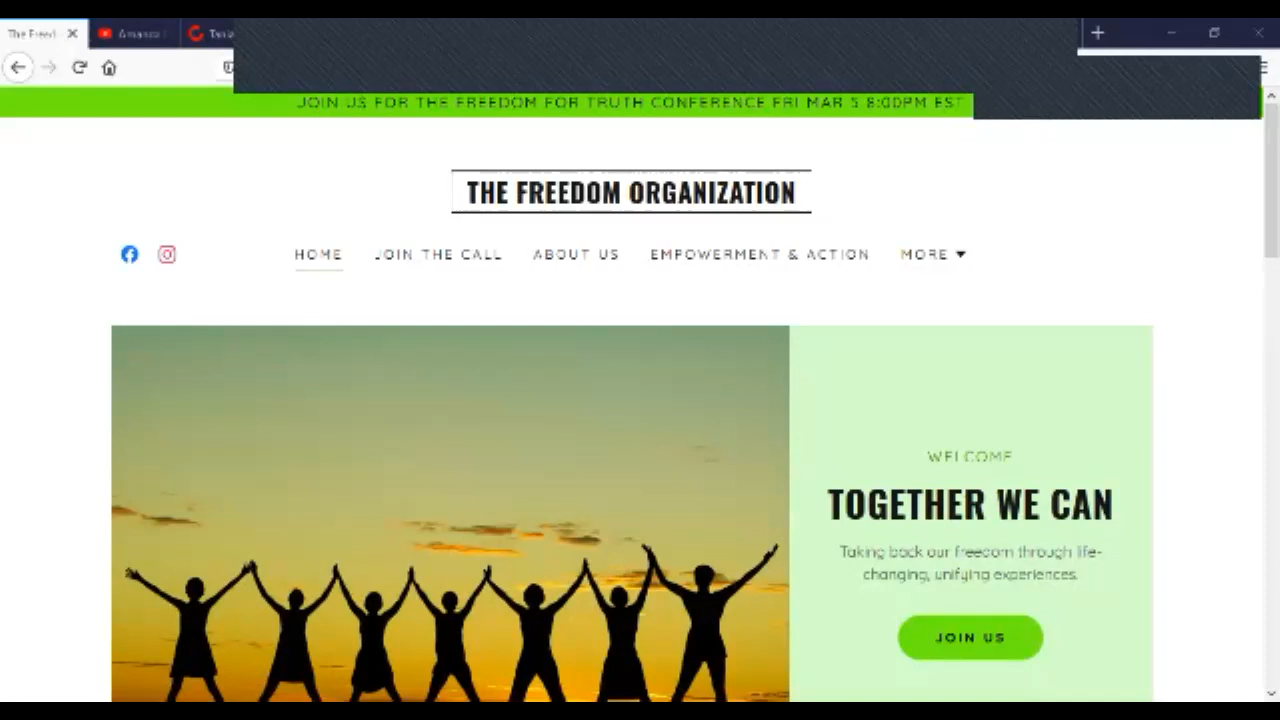 The Freed
JOIN US FOR THE FREEDOM FOR TRUTH CONFERENCE FRI MAR 5 8:00PM EST
THE FREEDOM ORGANIZATION
HOME JOIN THE CALL ABOUT US EMPOWERMENT & ACTION MORE
WELCOME
TOGETHER WE CAN
Taking back our freedom through life-
changing, unifying experiences.
JOIN US